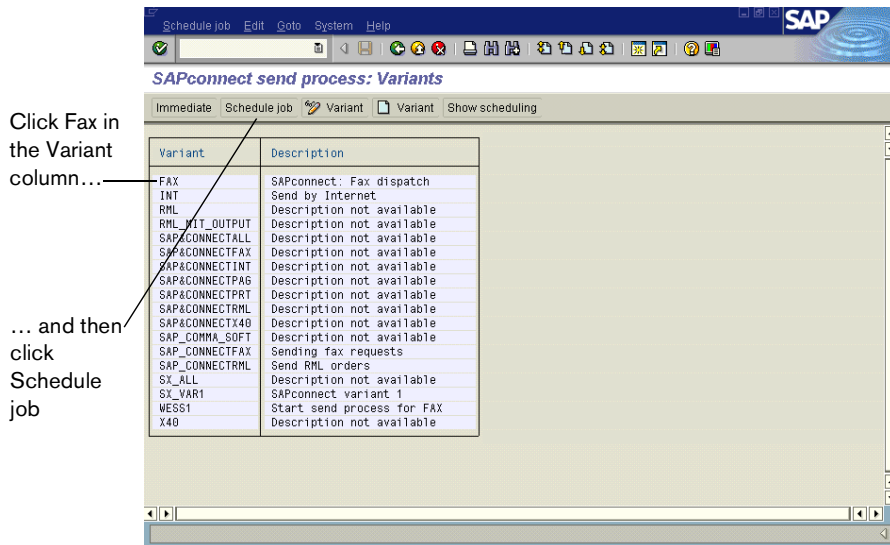 Schedule job Edit Goto System Help
SAP
SAPconnect send process: Variants
Immediate Schedule job Variant Variant Show scheduling
Click Fax in
the Variant
column…
… and then
click
Schedule
job
Variant Description
FAX SAPconnect: Fax dispatch
INT Send by Internet
RML Description not available
RML_MIT_OUTPUT Description not available
SAP&CONNECTALL Description not available
SAP&CONNECTFAX Description not available
SAP&CONNECTINT Description not available
SAP&CONNECTPAG Description not available
SAP&CONNECTPRT Description not available
SAP&CONNECTRML Description not available
SAP&CONNECTX40 Description not available
SAP_COMMA_SOFT Description not available
SAP_CONNECTFAX Sending fax requests
SAP_CONNECTRML Send RML orders
SX_ALL Description not available
SX_VAR1 SAPconnect variant 1
WESS1 Start send process for FAX
X40 Description not available